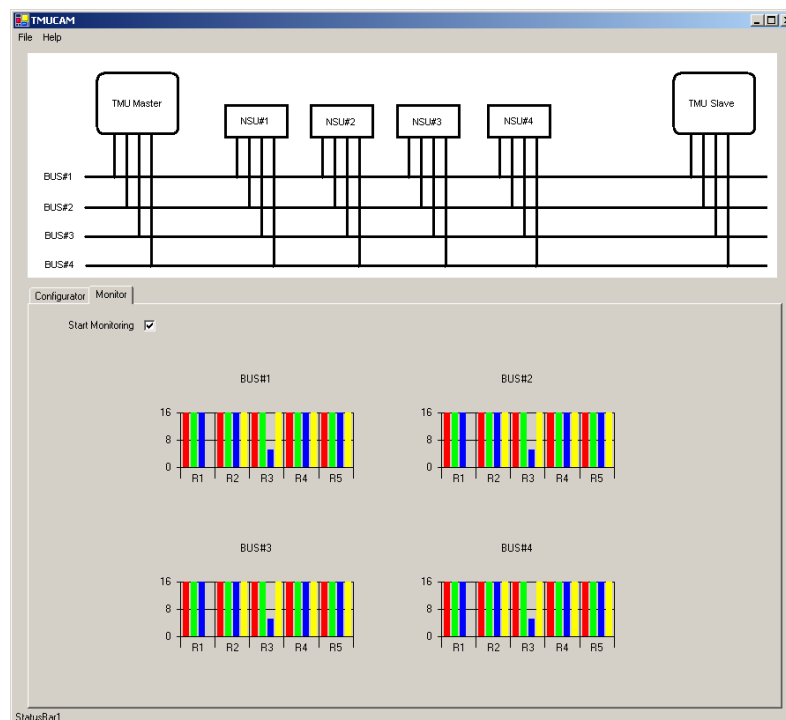 TMUCAM
File Help
TMU Master
TMU Slave
NSU#1 NSU#2 NSU#3 NSU#4
BUS#1
BUS#2
BUS#3
BUS#4
Configurator Monitor
Start Monitoring
BUS#1 BUS#2
16 16
8 8
0 0
R1 R2 R3 R4 R5 R1 R2 R3 R4 R5
BUS#3 BUS#4
16 16
8 8
0 0
R1 R2 R3 R4 R5 R1 R2 R3 R4 R5
StatusBar1